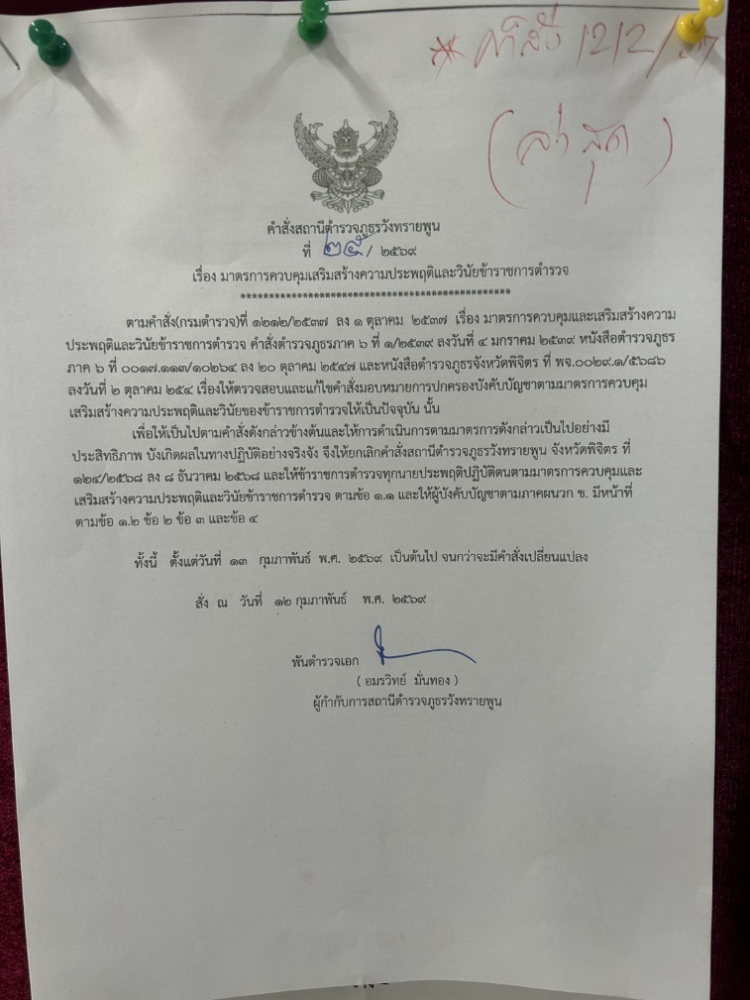 * คำสั่ง 1212/37
(ล่าสุด)
คำสั่งสถานีตำรวจภูธรวังทรายพูน
ที่ ๒๕/ ๒๕๖๙
เรื่อง มาตรการควบคุมเสริมสร้างความประพฤติและวินัยข้าราชการตำรวจ
***********************************************
ตามคำสั่ง(กรมตำรวจ)ที่ ๑๒๑๒/๒๕๓๗ ลง ๑ ตุลาคม ๒๕๓๗ เรื่อง มาตรการควบคุมและเสริมสร้างความ
ประพฤติและวินัยข้าราชการตำรวจ คำสั่งตำรวจภูธรภาค ๖ ที่ ๑/๒๕๓๙ ลงวันที่ ๔ มกราคม ๒๕๓๙ หนังสือตำรวจภูธร
ภาค ๖ ที่ ๐๐๑๗.๑๑๓/๑๐๒๖๔ ลง ๒๐ ตุลาคม ๒๕๔๗ และหนังสือตำรวจภูธรจังหวัดพิจิตร ที่ พจ.๐๐๒๙.๑/๕๖๘๖
ลงวันที่ ๒ ตุลาคม ๒๕๔ เรื่องให้ตรวจสอบและแก้ไขคำสั่งมอบหมายการปกครองบังคับบัญชาตามมาตรการควบคุม
เสริมสร้างความประพฤติและวินัยของข้าราชการตำรวจให้เป็นปัจจุบัน นั้น
เพื่อให้เป็นไปตามคำสั่งดังกล่าวข้างต้นและให้การดำเนินการตามมาตรการดังกล่าวเป็นไปอย่างมี
ประสิทธิภาพ บังเกิดผลในทางปฏิบัติอย่างจริงจัง จึงให้ยกเลิกคำสั่งสถานีตำรวจภูธรวังทรายพูน จังหวัดพิจิตร ที่
๑๒๔/๒๕๖๘ ลง ๘ ธันวาคม ๒๕๖๘ และให้ข้าราชการตำรวจทุกนายประพฤติปฏิบัติตนตามมาตรการควบคุมและ
เสริมสร้างความประพฤติและวินัยข้าราชการตำรวจ ตามข้อ ๑.๑ และให้ผู้บังคับบัญชาตามภาคผนวก ข. มีหน้าที่
ตามข้อ ๑.๒ ข้อ ๒ ข้อ ๓ และข้อ ๔
ทั้งนี้ ตั้งแต่วันที่ ๑๓ กุมภาพันธ์ พ.ศ. ๒๕๖๙ เป็นต้นไป จนกว่าจะมีคำสั่งเปลี่ยนแปลง
สั่ง ณ วันที่ ๑๒ กุมภาพันธ์ พ.ศ. ๒๕๖๙
พันตำรวจเอก
( อมรวิทย์ มั่นทอง )
ผู้กำกับการสถานีตำรวจภูธรวังทรายพูน